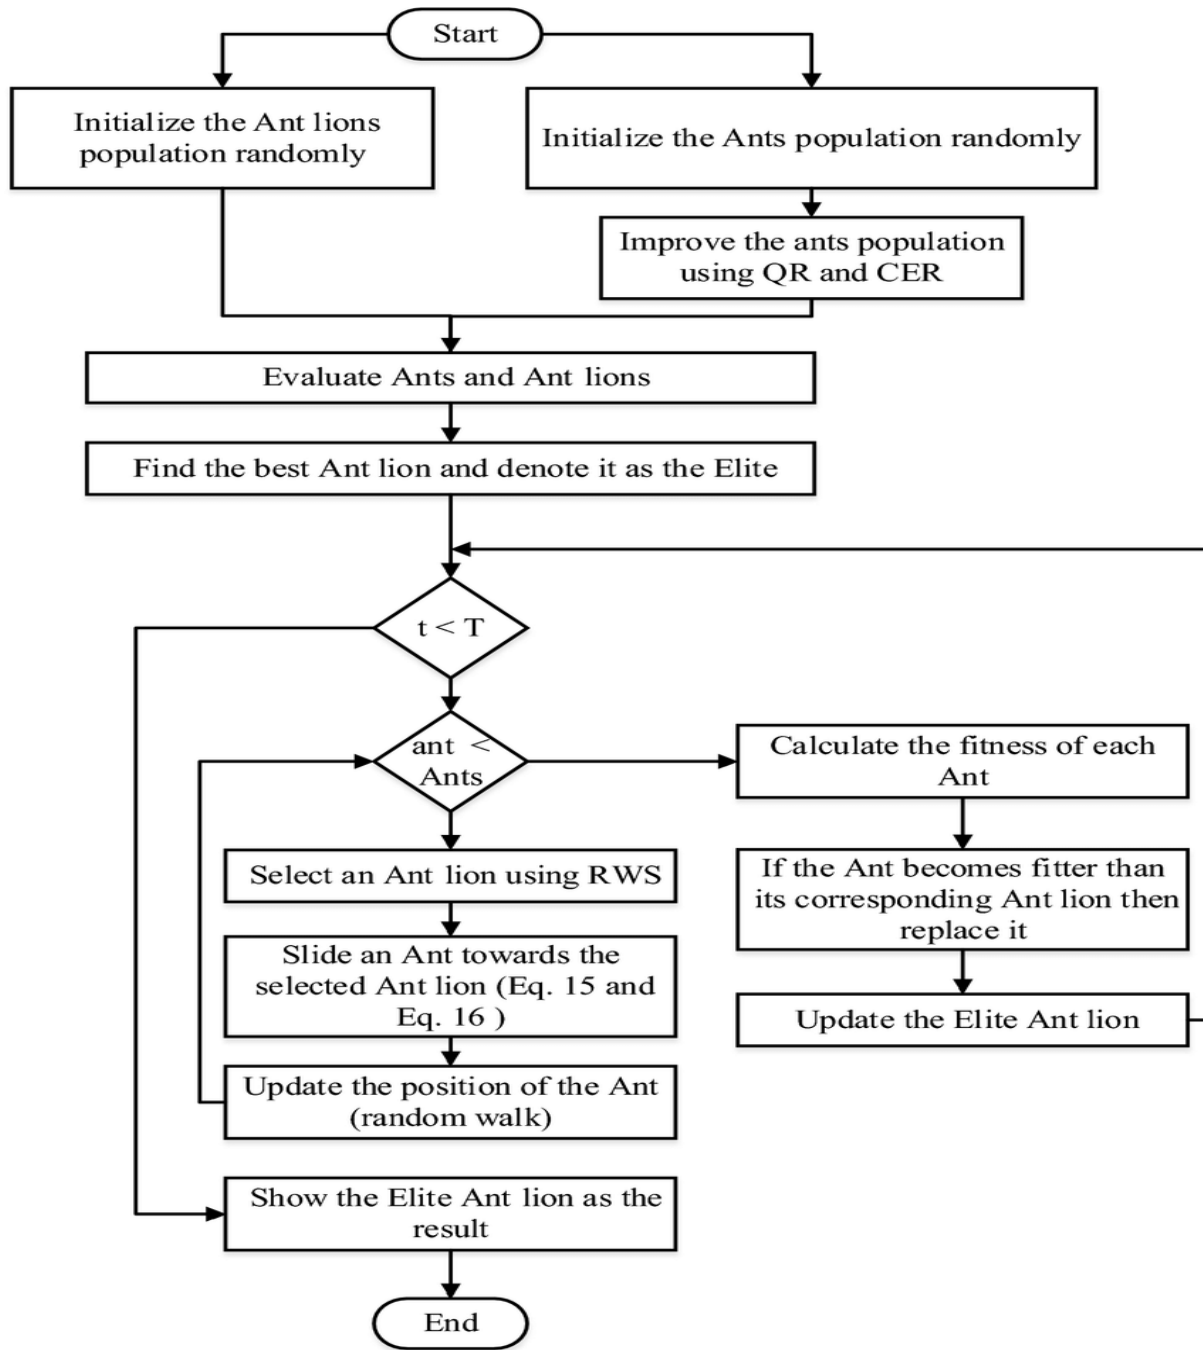 Start
Initialize the Ant lions
population randomly
Initialize the Ants population randomly
Improve the ants population
using QR and CER
Evaluate Ants and Ant lions
Find the best Ant lion and denote it as the Elite
t < T
ant <
Ants
Calculate the fitness of each
Ant
Select an Ant lion using RWS
If the Ant becomes fitter than
its corresponding Ant lion then
replace it
Slide an Ant towards the
selected Ant lion (Eq. 15 and
Eq. 16 )
Update the Elite Ant lion
Update the position of the Ant
(random walk)
Show the Elite Ant lion as the
result
End